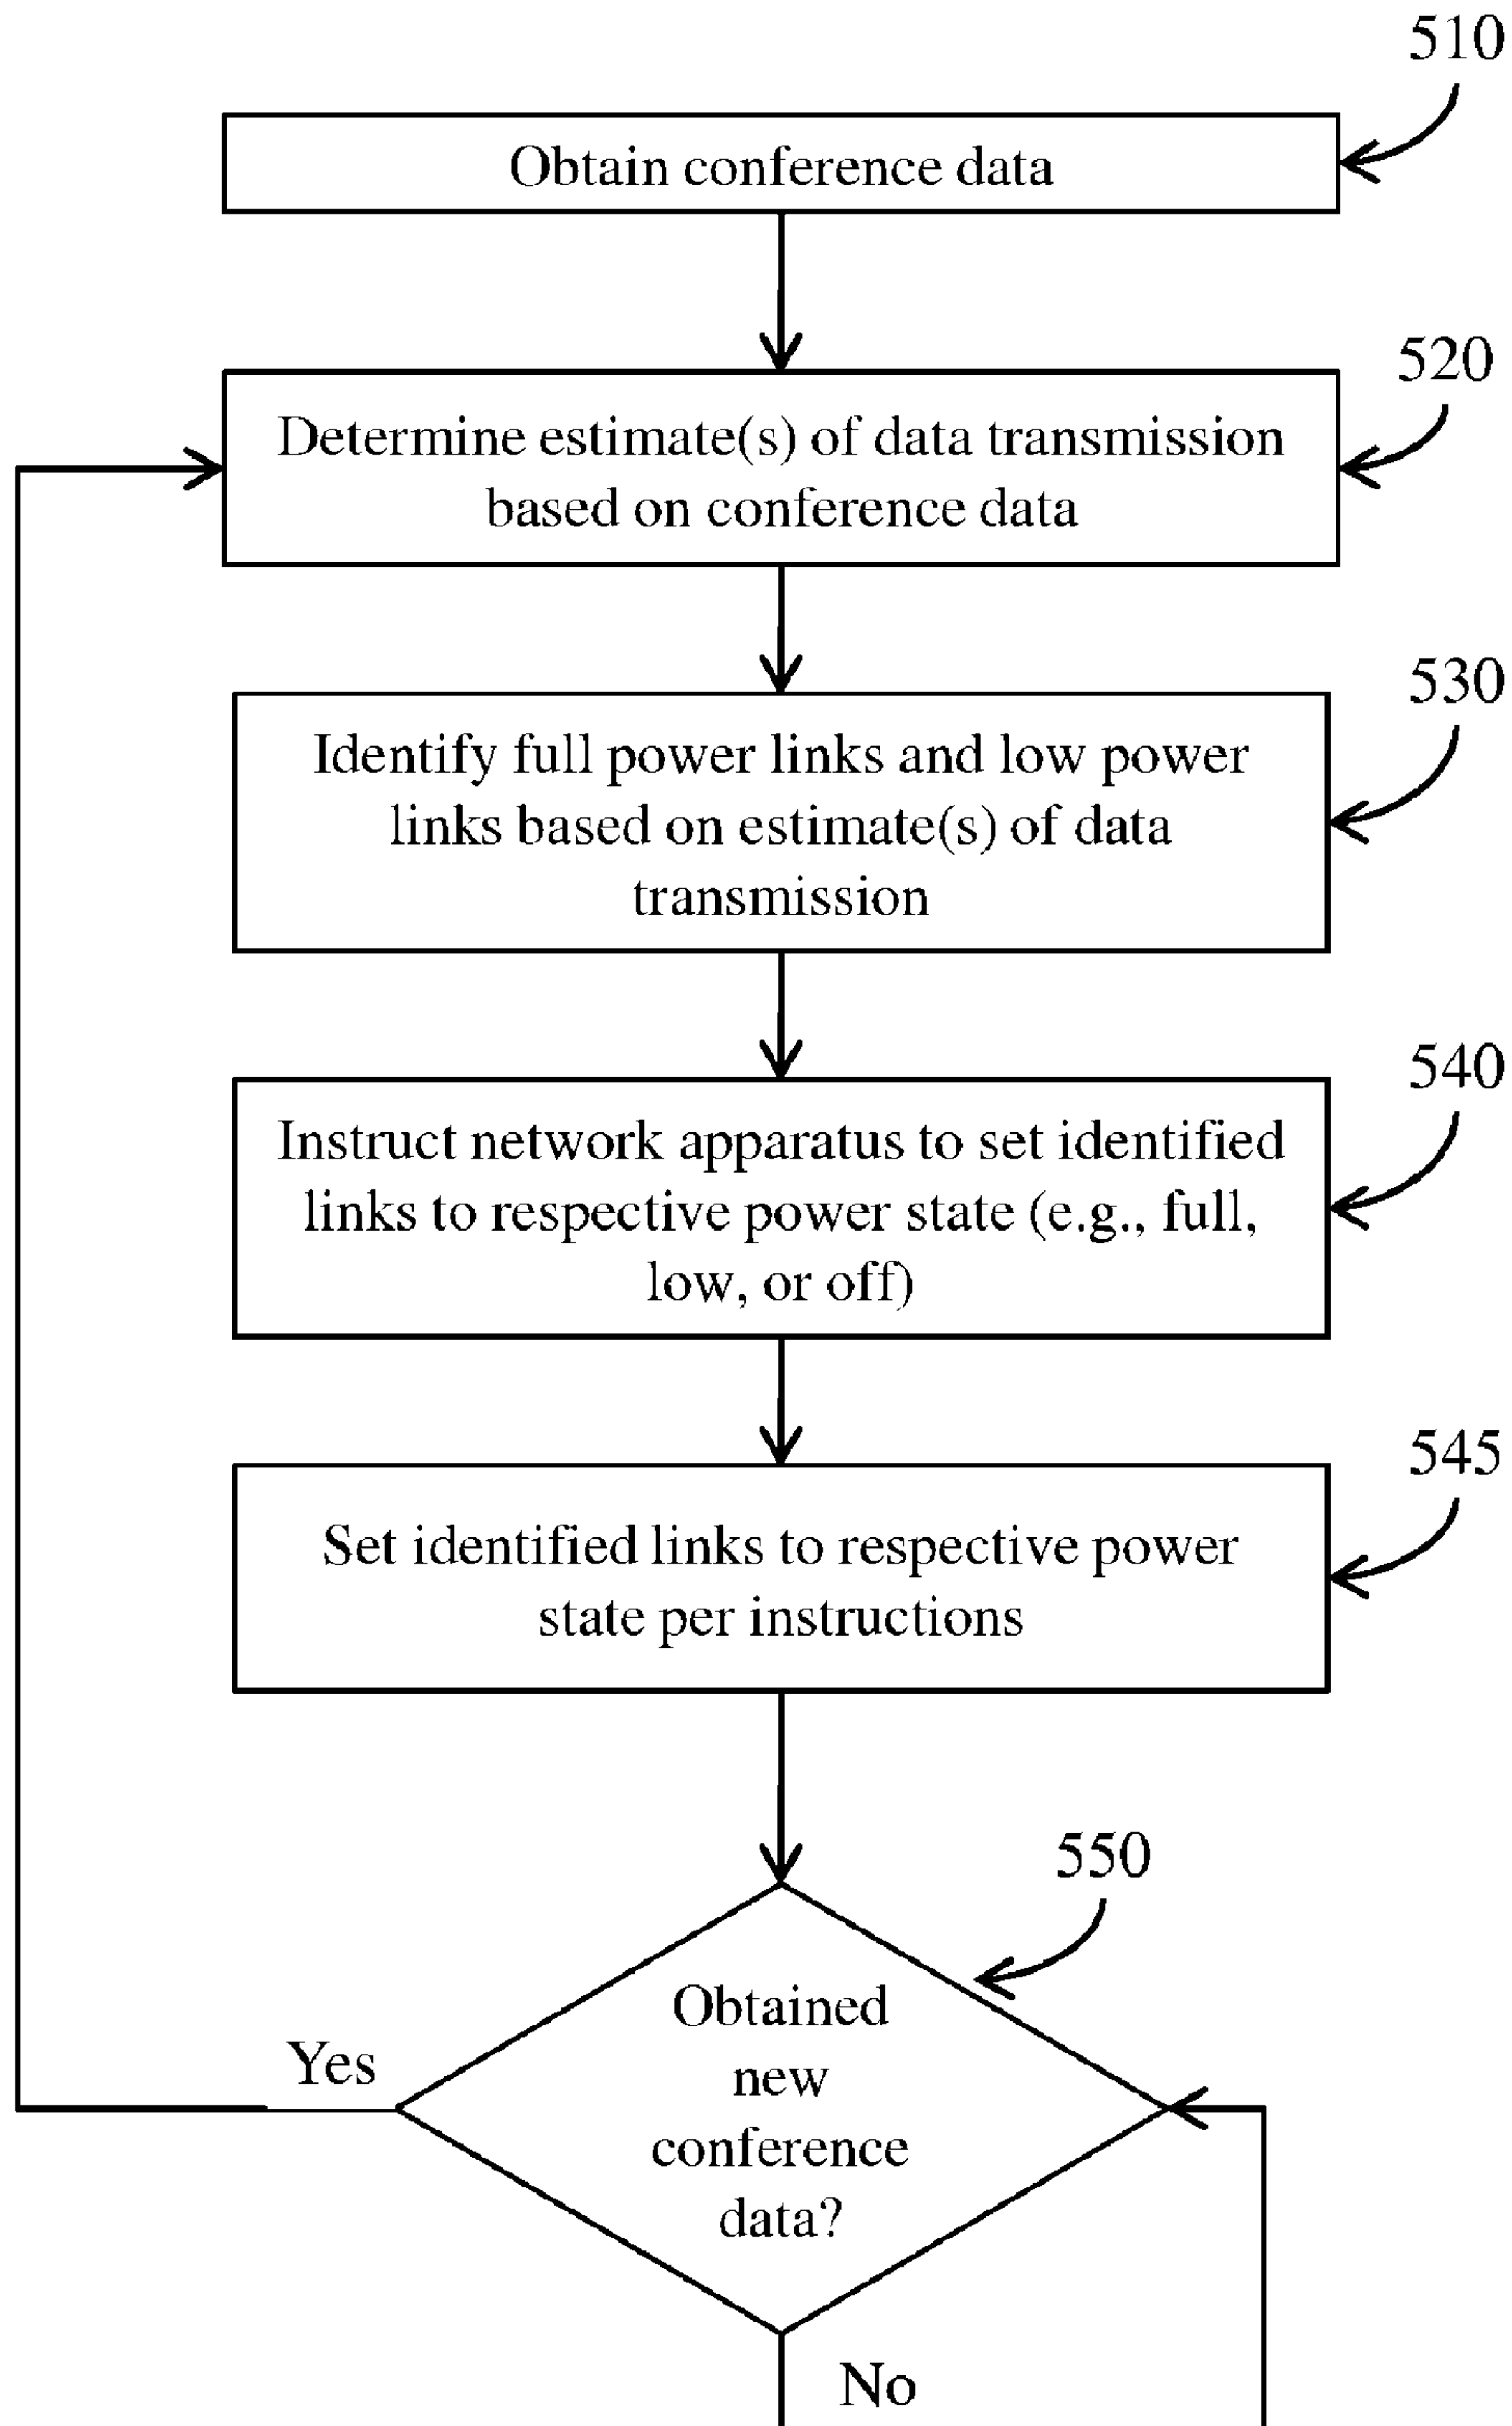 510
Obtain conference data
520
Determine estimate(s) of data transmission
based on conference data
530
Identify full power links and low power
links based on estimate(s) of data
transmission
540
Instruct network apparatus to set identified
links to respective power state (e.g., full,
low, or off)
545
Set identified links to respective power
state per instructions
550
Obtained
new
conference
data?
Yes
No